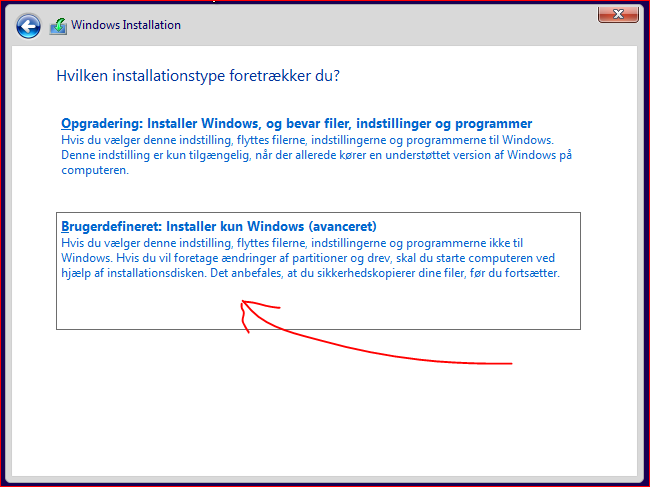 Windows Installation
Hvilken installationstype foretrækker du?
Opgradering: Installer Windows, og bevar filer, indstillinger og programmer
Hvis du vælger denne indstilling, flyttes filerne, indstillingerne og programmerne til Windows.
Denne indstilling er kun tilgængelig, når der allerede kører en understøttet version af Windows på
computeren.
Brugerdefineret: Installer kun Windows (avanceret)
Hvis du vælger denne indstilling, flyttes filerne, indstillingerne og programmerne ikke til
Windows. Hvis du vil foretage ændringer af partitioner og drev, skal du starte computeren ved
hjælp af installationsdisken. Det anbefales, at du sikkerhedskopierer dine filer, før du fortsætter.